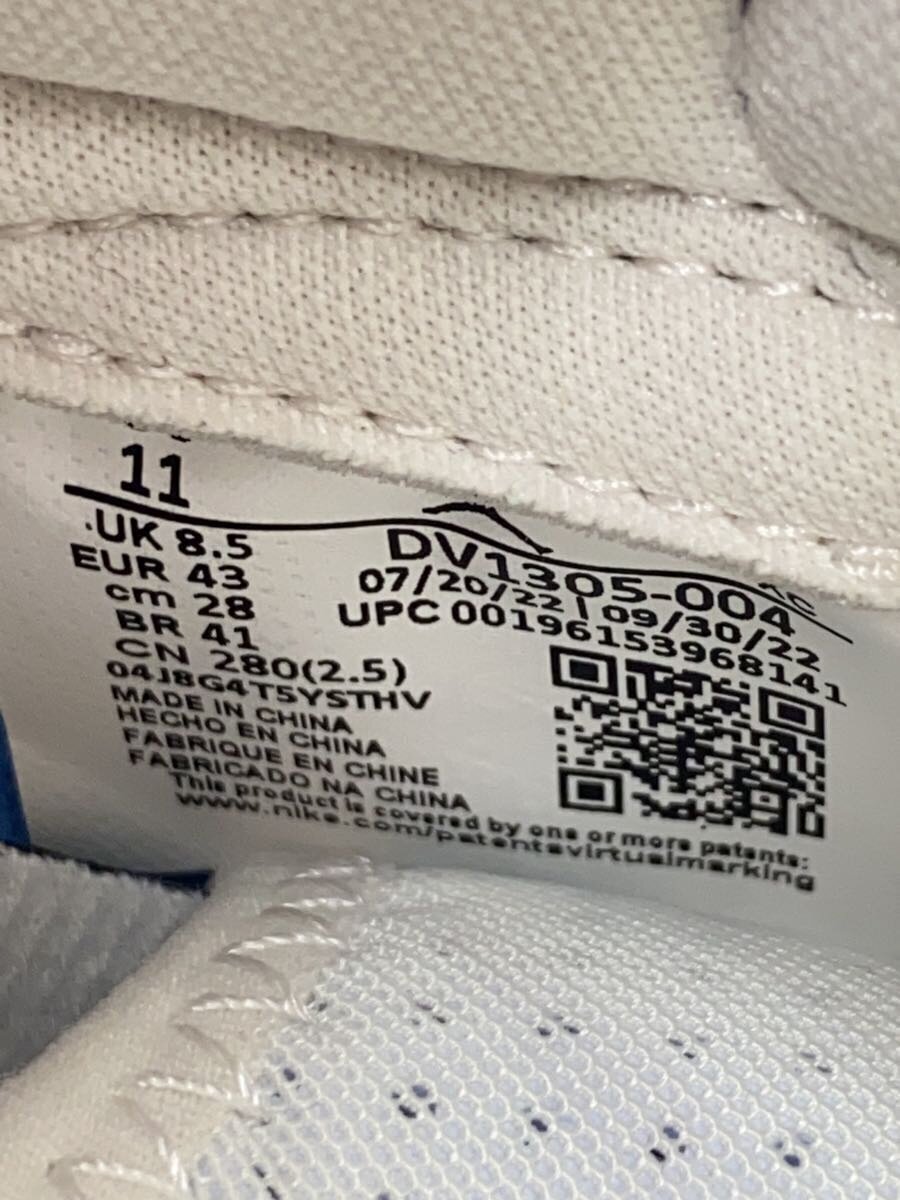 11
UK 8.5
EUR 43
cm 28
BR 41
CN 280(2.5)
04J8G4T5YSTHV
MADE IN CHINA
HECHO EN CHINA
FABRIQUE EN CHINE
FABRICADO NA CHINA
This product is covered by one or more patents:
www.nike.com/patentsvirtualmarking
DV1305-004
07/20/22 | 09/30/22
UPC 00196153968141